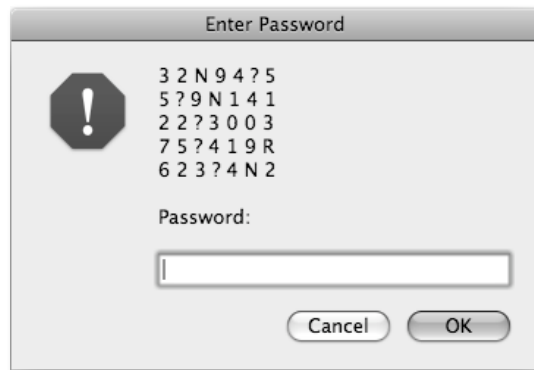 Enter Password
!
3 2 N 9 4 ? 5
5 ? 9 N 1 4 1
2 2 ? 3 0 0 3
7 5 ? 4 1 9 R
6 2 3 ? 4 N 2
Password:
Cancel OK